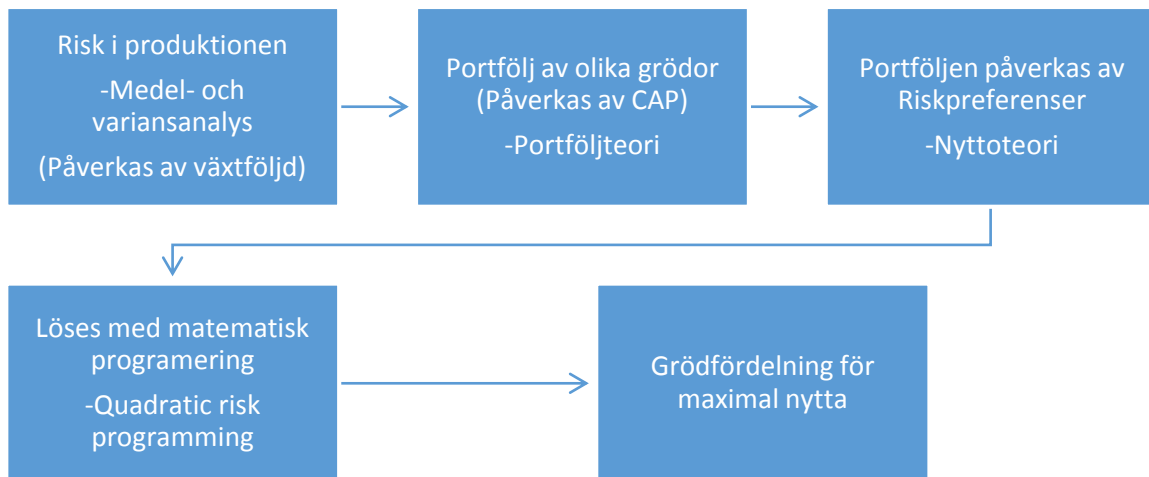 Risk i produktionen
-Medel- och
variansanalys
(Påverkas av växtföljd)
Portfölj av olika grödor
(Påverkas av CAP)
-Portföljteori
Portföljen påverkas av
Riskpreferenser
-Nyttoteori
Löses med matematisk
programering
-Quadratic risk
programming
Grödfördelning för
maximal nytta